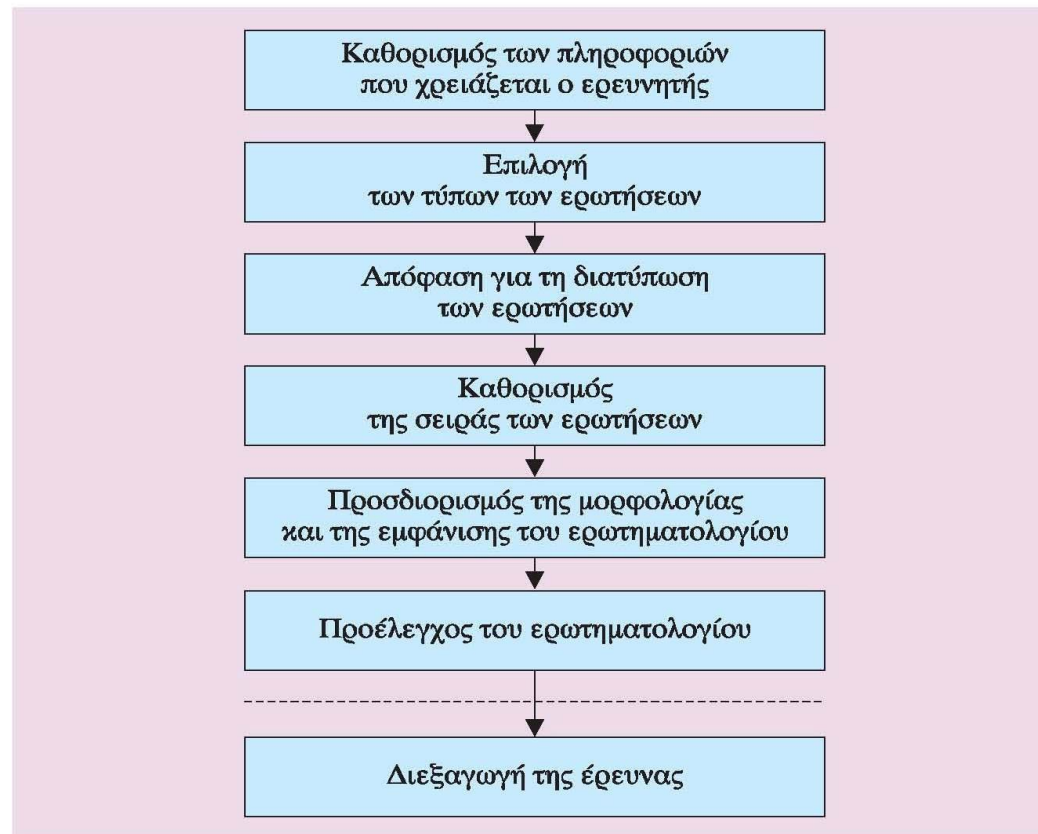 Καθορισμός των πληροφοριών
που χρειάζεται ο ερευνητής
Επιλογή
των τύπων των ερωτήσεων
Απόφαση για τη διατύπωση
των ερωτήσεων
Καθορισμός
της σειράς των ερωτήσεων
Προσδιορισμός της μορφολογίας
και της εμφάνισης του ερωτηματολογίου
Προέλεγχος του ερωτηματολογίου
Διεξαγωγή της έρευνας